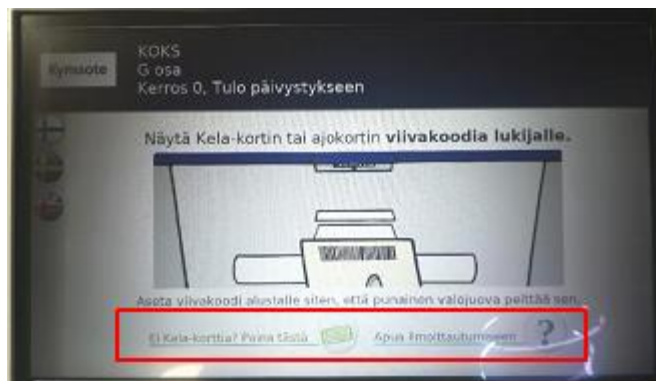 KOKS
Kymsote
G osa
Kerros 0, Tulo päivystykseen
Näytä Kela-kortin tai ajokortin viivakoodia lukijalle.
Aseta viivakoodi alustalle siten, että punainen valojuova peittää sen.
Ei Kela-korttia? Paina tästä
Apua ilmoittautumiseen ?